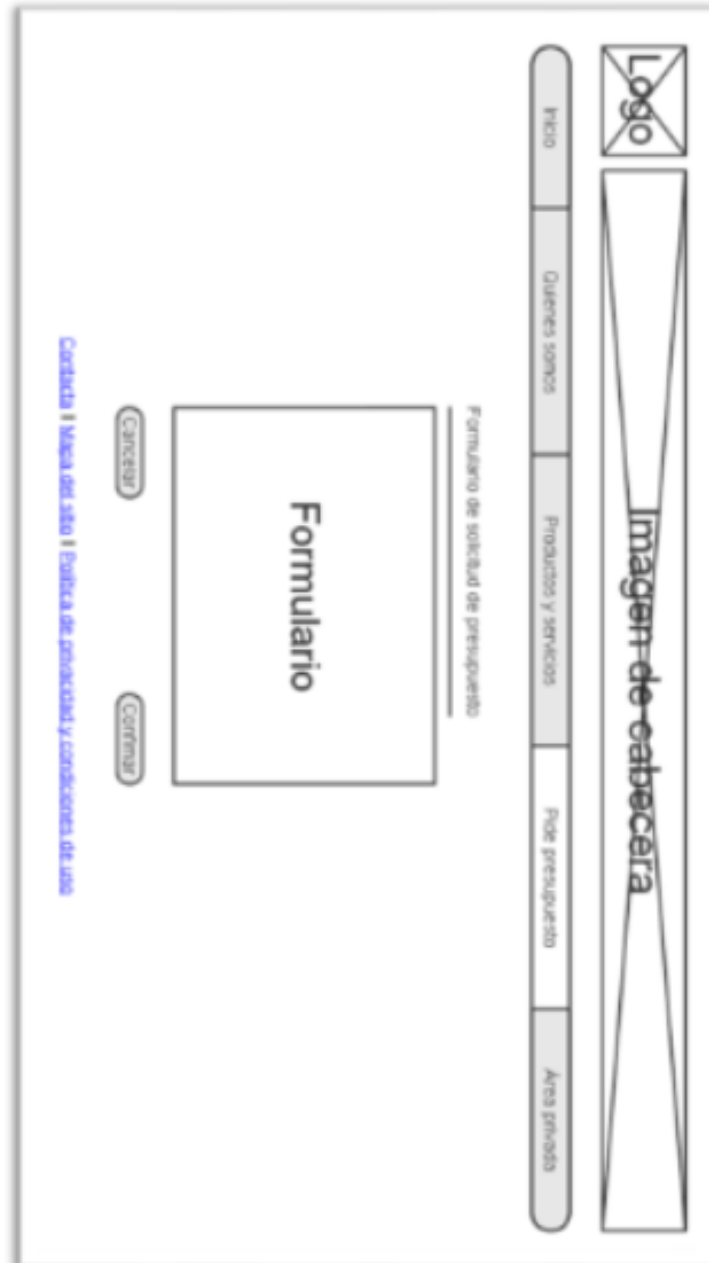 Logo
Imagen de cabecera
Inicio Quienes somos Productos y servicios Pide presupuesto Área privada
Formulario de solicitud de presupuesto
Formulario
Cancelar Confirmar
Contacta | Mapa del sitio | Política de privacidad y condiciones de uso